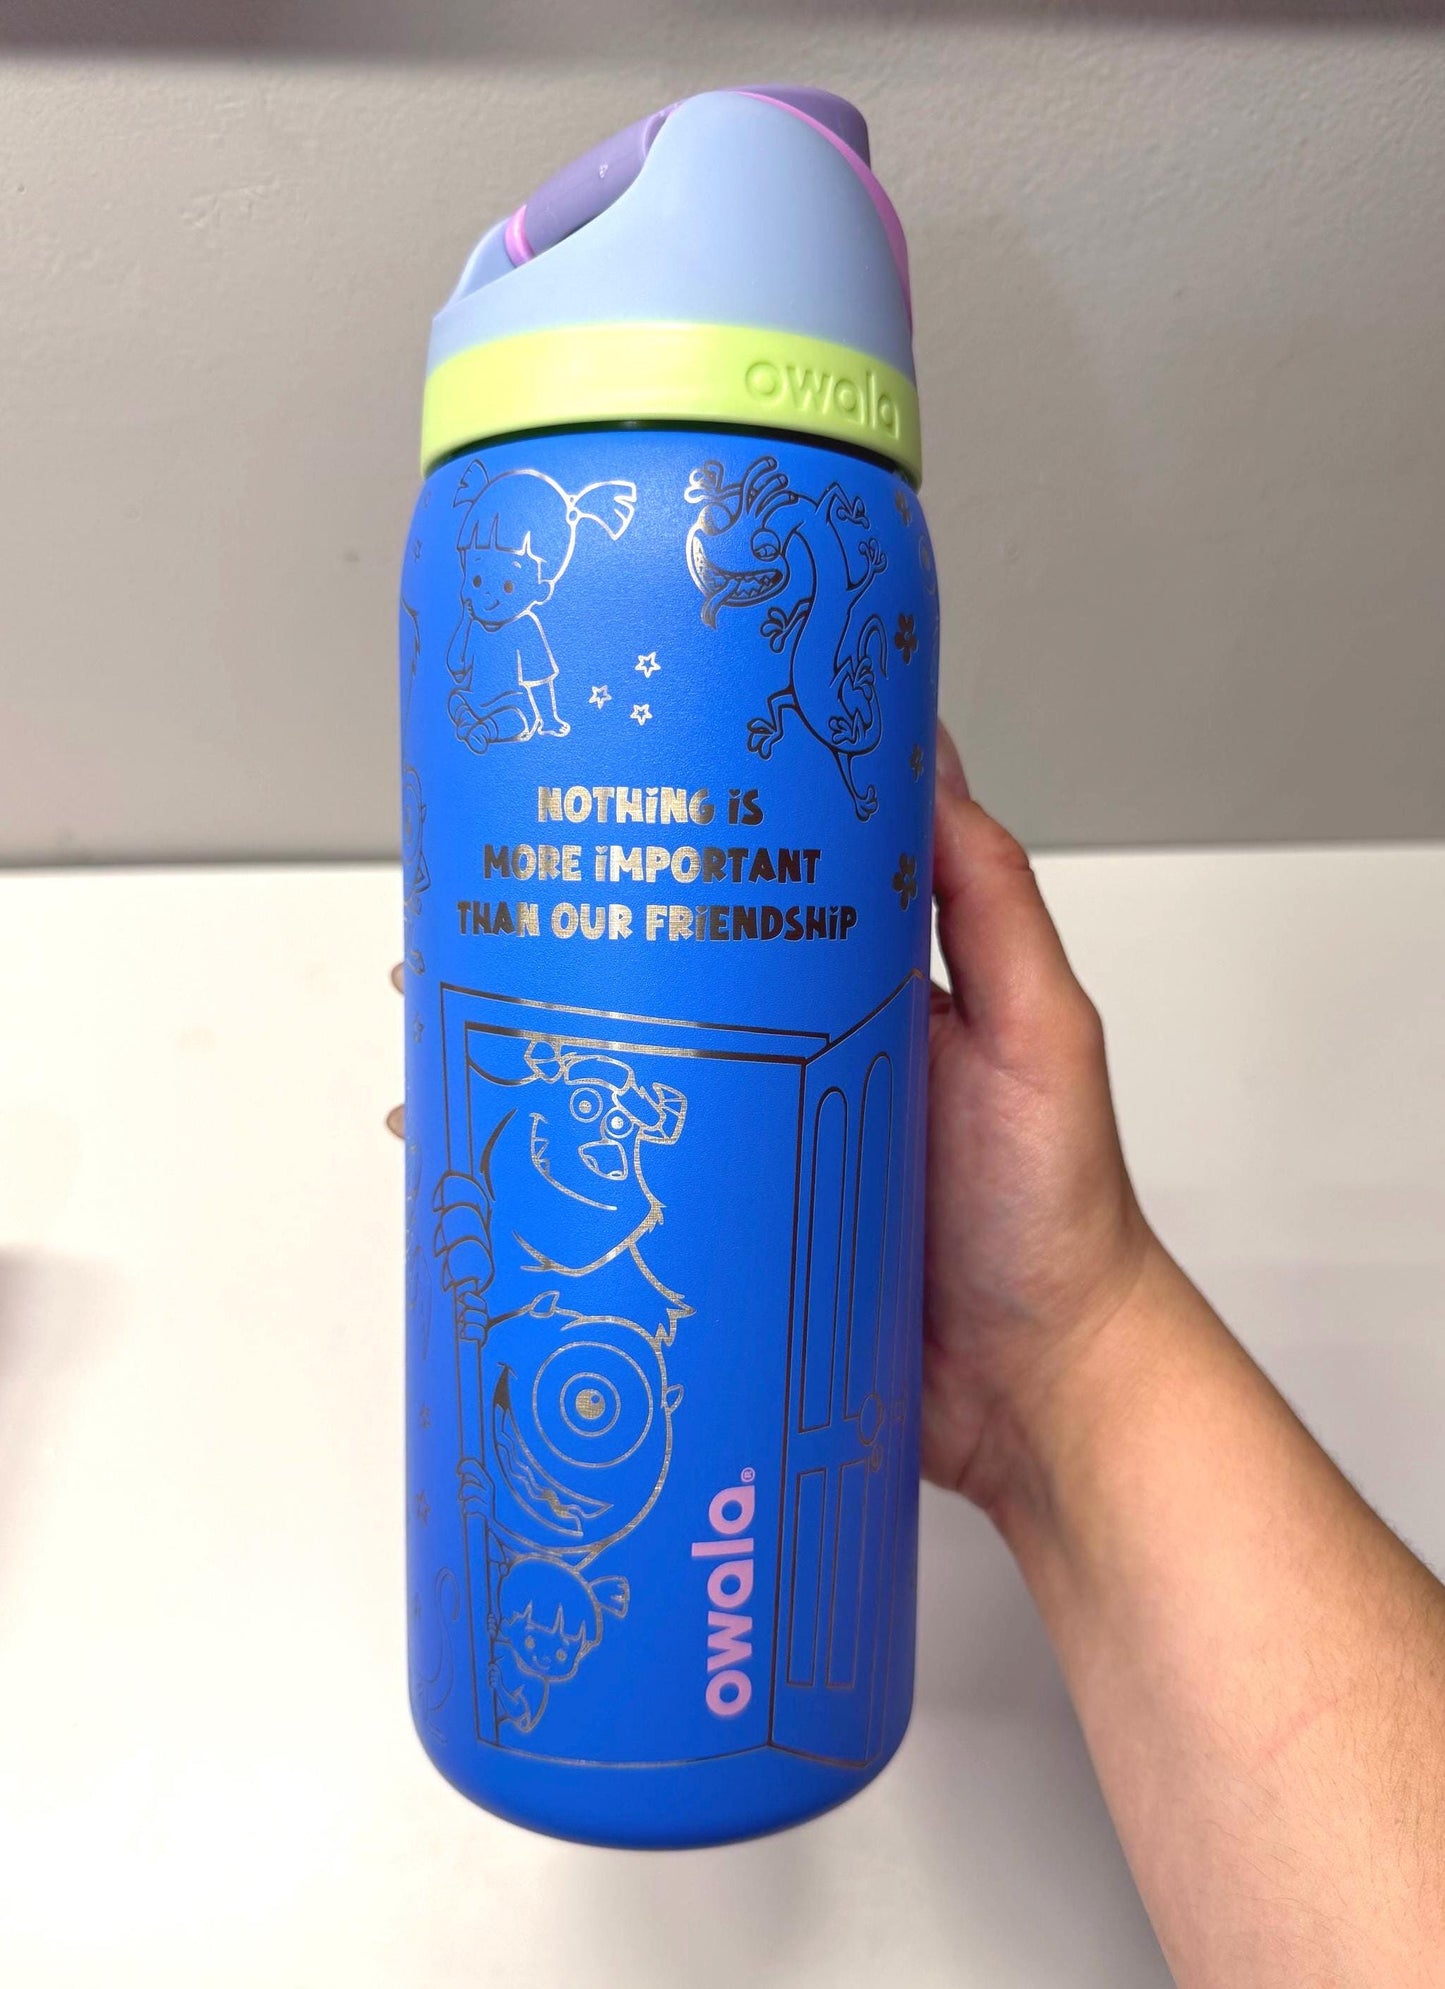 owala
NOTHING IS
MORE IMPORTANT
THAN OUR FRIENDSHIP
owala®